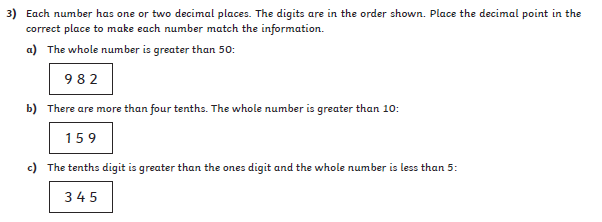 3) Each number has one or two decimal places. The digits are in the order shown. Place the decimal point in the
correct place to make each number match the information.
a) The whole number is greater than 50:
9 8 2
b) There are more than four tenths. The whole number is greater than 10:
1 5 9
c) The tenths digit is greater than the ones digit and the whole number is less than 5:
3 4 5